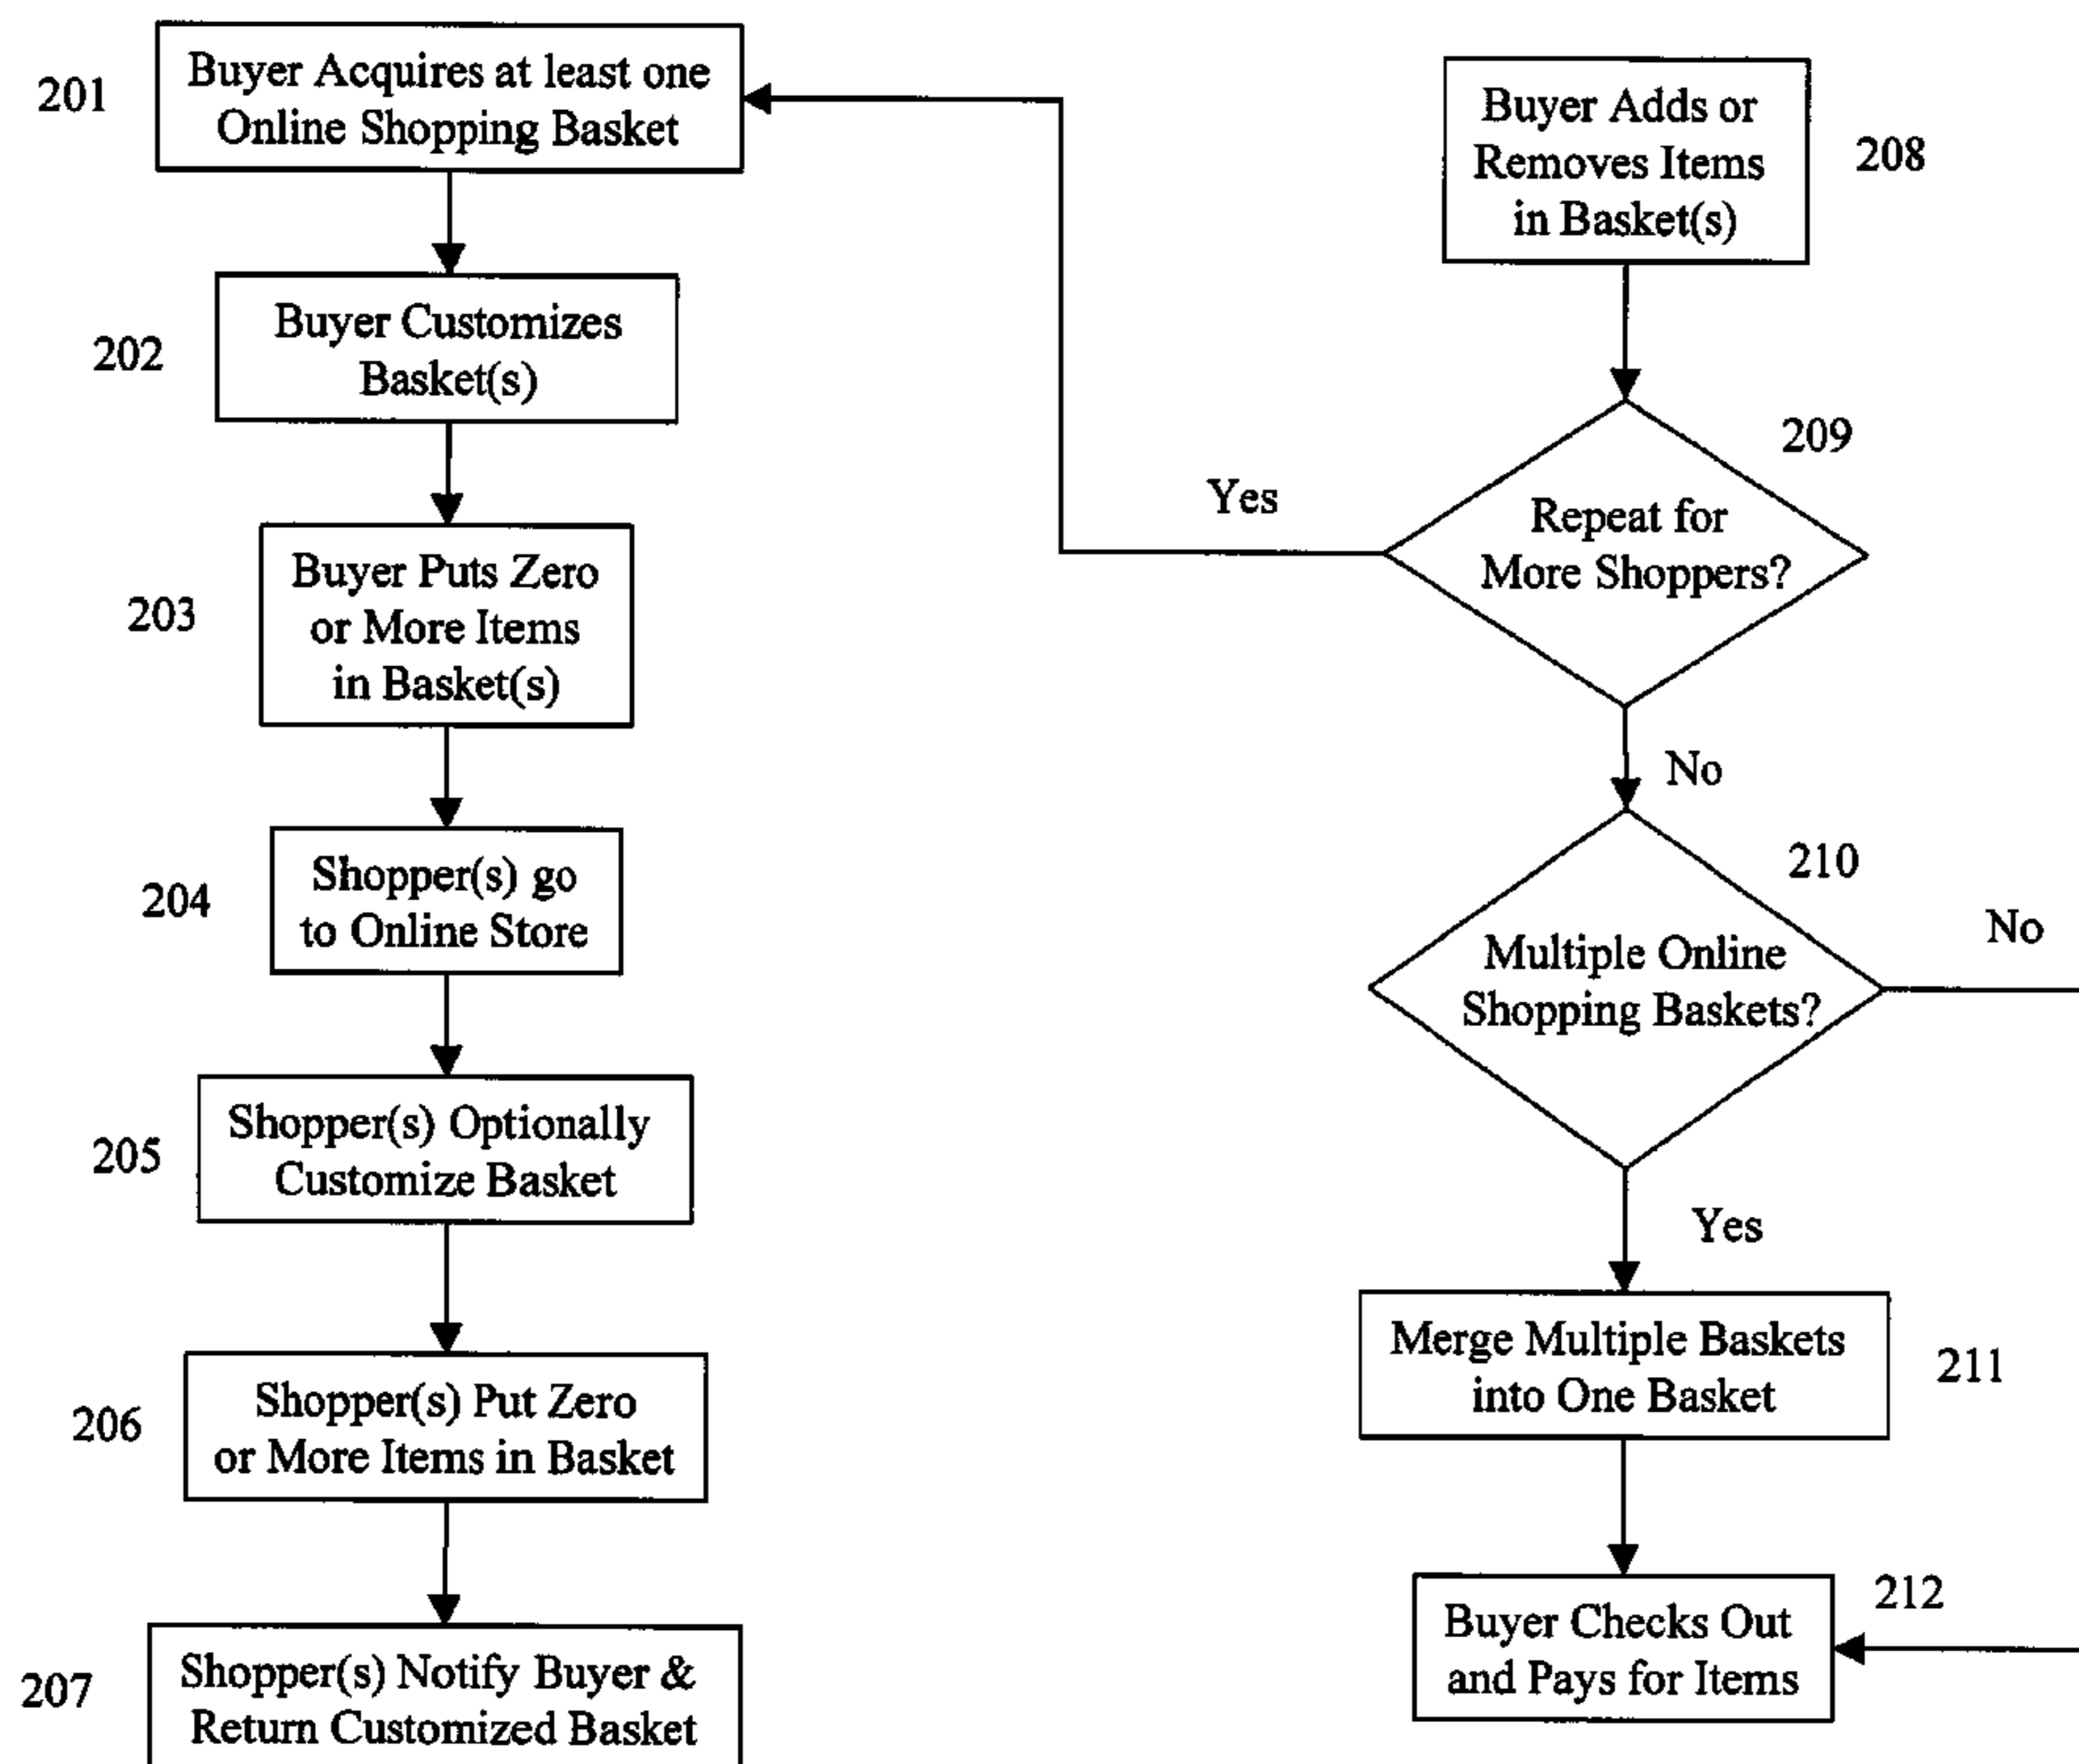 201
Buyer Acquires at least one
Online Shopping Basket
202
Buyer Customizes
Basket(s)
203
Buyer Puts Zero
or More Items
in Basket(s)
204
Shopper(s) go
to Online Store
205
Shopper(s) Optionally
Customize Basket
206
Shopper(s) Put Zero
or More Items in Basket
207
Shopper(s) Notify Buyer &
Return Customized Basket
Buyer Adds or
Removes Items
in Basket(s)
208
209
Repeat for
More Shoppers?
Yes
No
210
Multiple Online
Shopping Baskets?
No
Yes
Merge Multiple Baskets
into One Basket
211
212
Buyer Checks Out
and Pays for Items